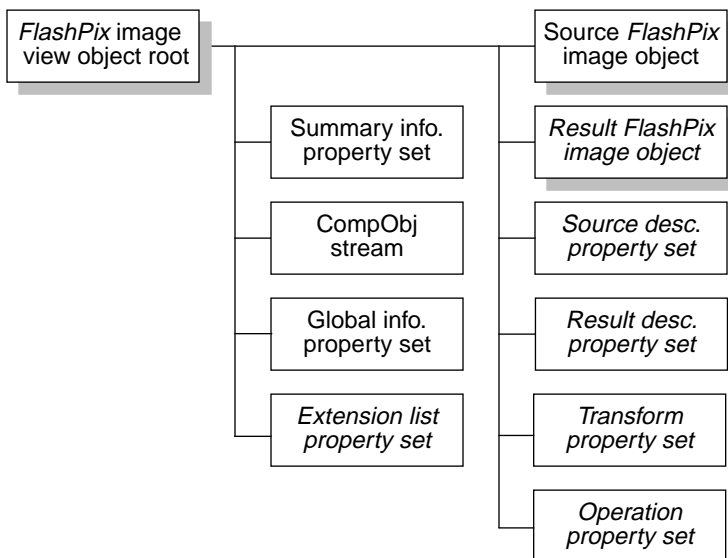 FlashPix image
view object root
Source FlashPix
image object
Summary info.
property set
Result FlashPix
image object
CompObj
stream
Source desc.
property set
Global info.
property set
Result desc.
property set
Extension list
property set
Transform
property set
Operation
property set